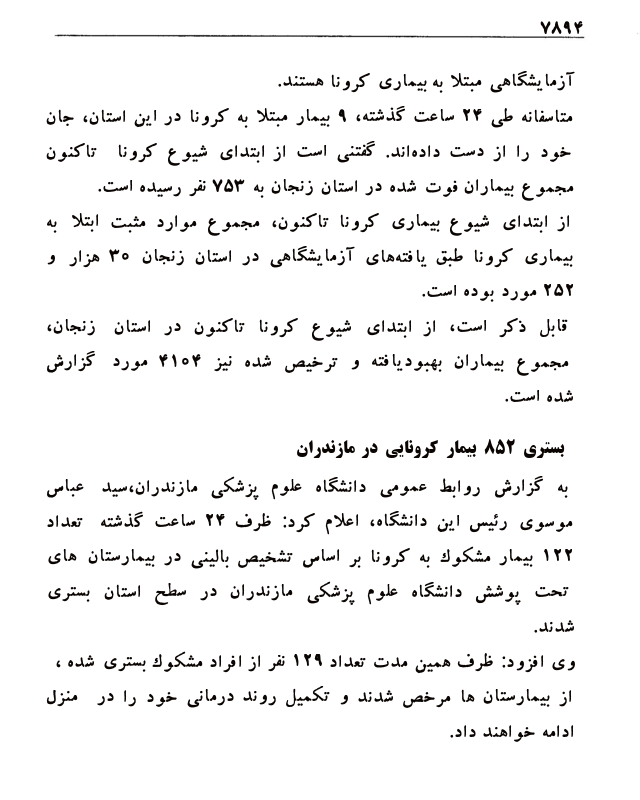 ۷۸۹۴
آزمایشگاهی مبتلا به بیماری کرونا هستند.
متاسفانه طی ۲۴ ساعت گذشته، ۹ بیمار مبتلا به کرونا در این استان، جان
خود را از دست داده‌اند. گفتنی است از ابتدای شیوع کرونا تاکنون
مجموع بیماران فوت شده در استان زنجان به ۷۵۳ نفر رسیده است.
از ابتدای شیوع بیماری کرونا تاکنون، مجموع موارد مثبت ابتلا به
بیماری کرونا طبق یافته‌های آزمایشگاهی در استان زنجان ۳۰ هزار و
۲۵۲ مورد بوده است.
قابل ذکر است، از ابتدای شیوع کرونا تاکنون در استان زنجان،
مجموع بیماران بهبودیافته و ترخیص شده نیز ۴۱۰۴ مورد گزارش
شده است.
بستری ۸۵۲ بیمار کرونایی در مازندران
به گزارش روابط عمومی دانشگاه علوم پزشکی مازندران،سید عباس
موسوی رئیس این دانشگاه، اعلام کرد: ظرف ۲۴ ساعت گذشته تعداد
۱۲۲ بیمار مشکوك به کرونا بر اساس تشخیص بالینی در بیمارستان های
تحت پوشش دانشگاه علوم پزشکی مازندران در سطح استان بستری
شدند.
وی افزود: ظرف همین مدت تعداد ۱۲۹ نفر از افراد مشکوك بستری شده ،
از بیمارستان ها مرخص شدند و تکمیل روند درمانی خود را در منزل
ادامه خواهند داد.